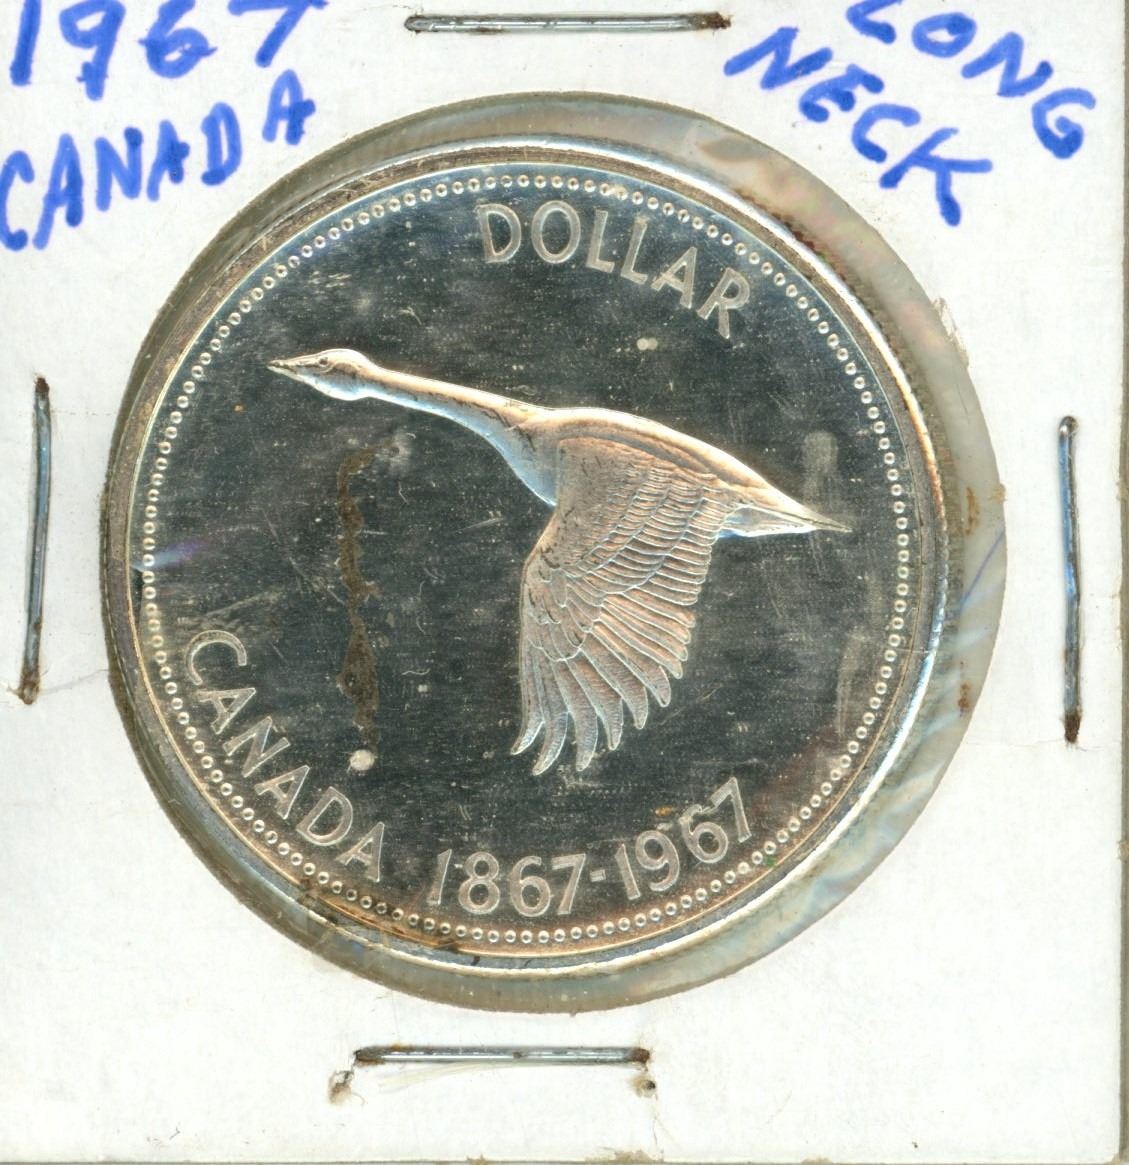 1967
CANADA
LONG
NECK
DOLLAR
CANADA 1867-1967